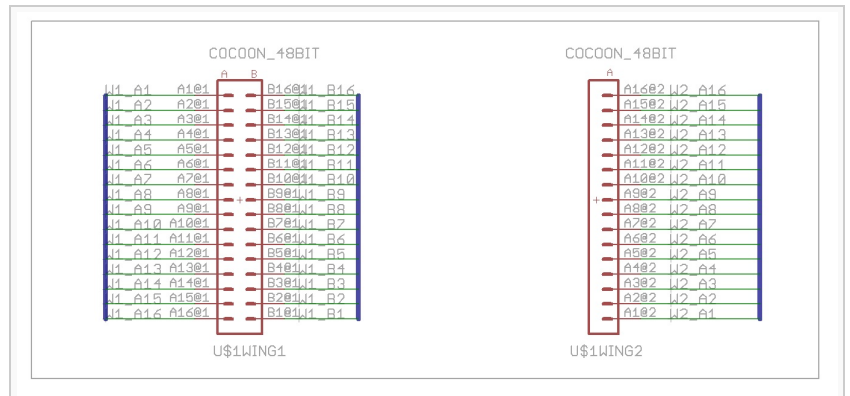 COCOON_48BIT COCOON_48BIT
A B A
W1_A1 A1@1 B16@1 W1_B16 A16@2 W2_A16
W1_A2 A2@1 B15@1 W1_B15 A15@2 W2_A15
W1_A3 A3@1 B14@1 W1_B14 A14@2 W2_A14
W1_A4 A4@1 B13@1 W1_B13 A13@2 W2_A13
W1_A5 A5@1 B12@1 W1_B12 A12@2 W2_A12
W1_A6 A6@1 B11@1 W1_B11 A11@2 W2_A11
W1_A7 A7@1 B10@1 W1_B10 A10@2 W2_A10
W1_A8 A8@1 B9@1 W1_B9 A9@2 W2_A9
W1_A9 A9@1 B8@1 W1_B8 A8@2 W2_A8
W1_A10 A10@1 B7@1 W1_B7 A7@2 W2_A7
W1_A11 A11@1 B6@1 W1_B6 A6@2 W2_A6
W1_A12 A12@1 B5@1 W1_B5 A5@2 W2_A5
W1_A13 A13@1 B4@1 W1_B4 A4@2 W2_A4
W1_A14 A14@1 B3@1 W1_B3 A3@2 W2_A3
W1_A15 A15@1 B2@1 W1_B2 A2@2 W2_A2
W1_A16 A16@1 B1@1 W1_B1 A1@2 W2_A1
U$1WING1 U$1WING2